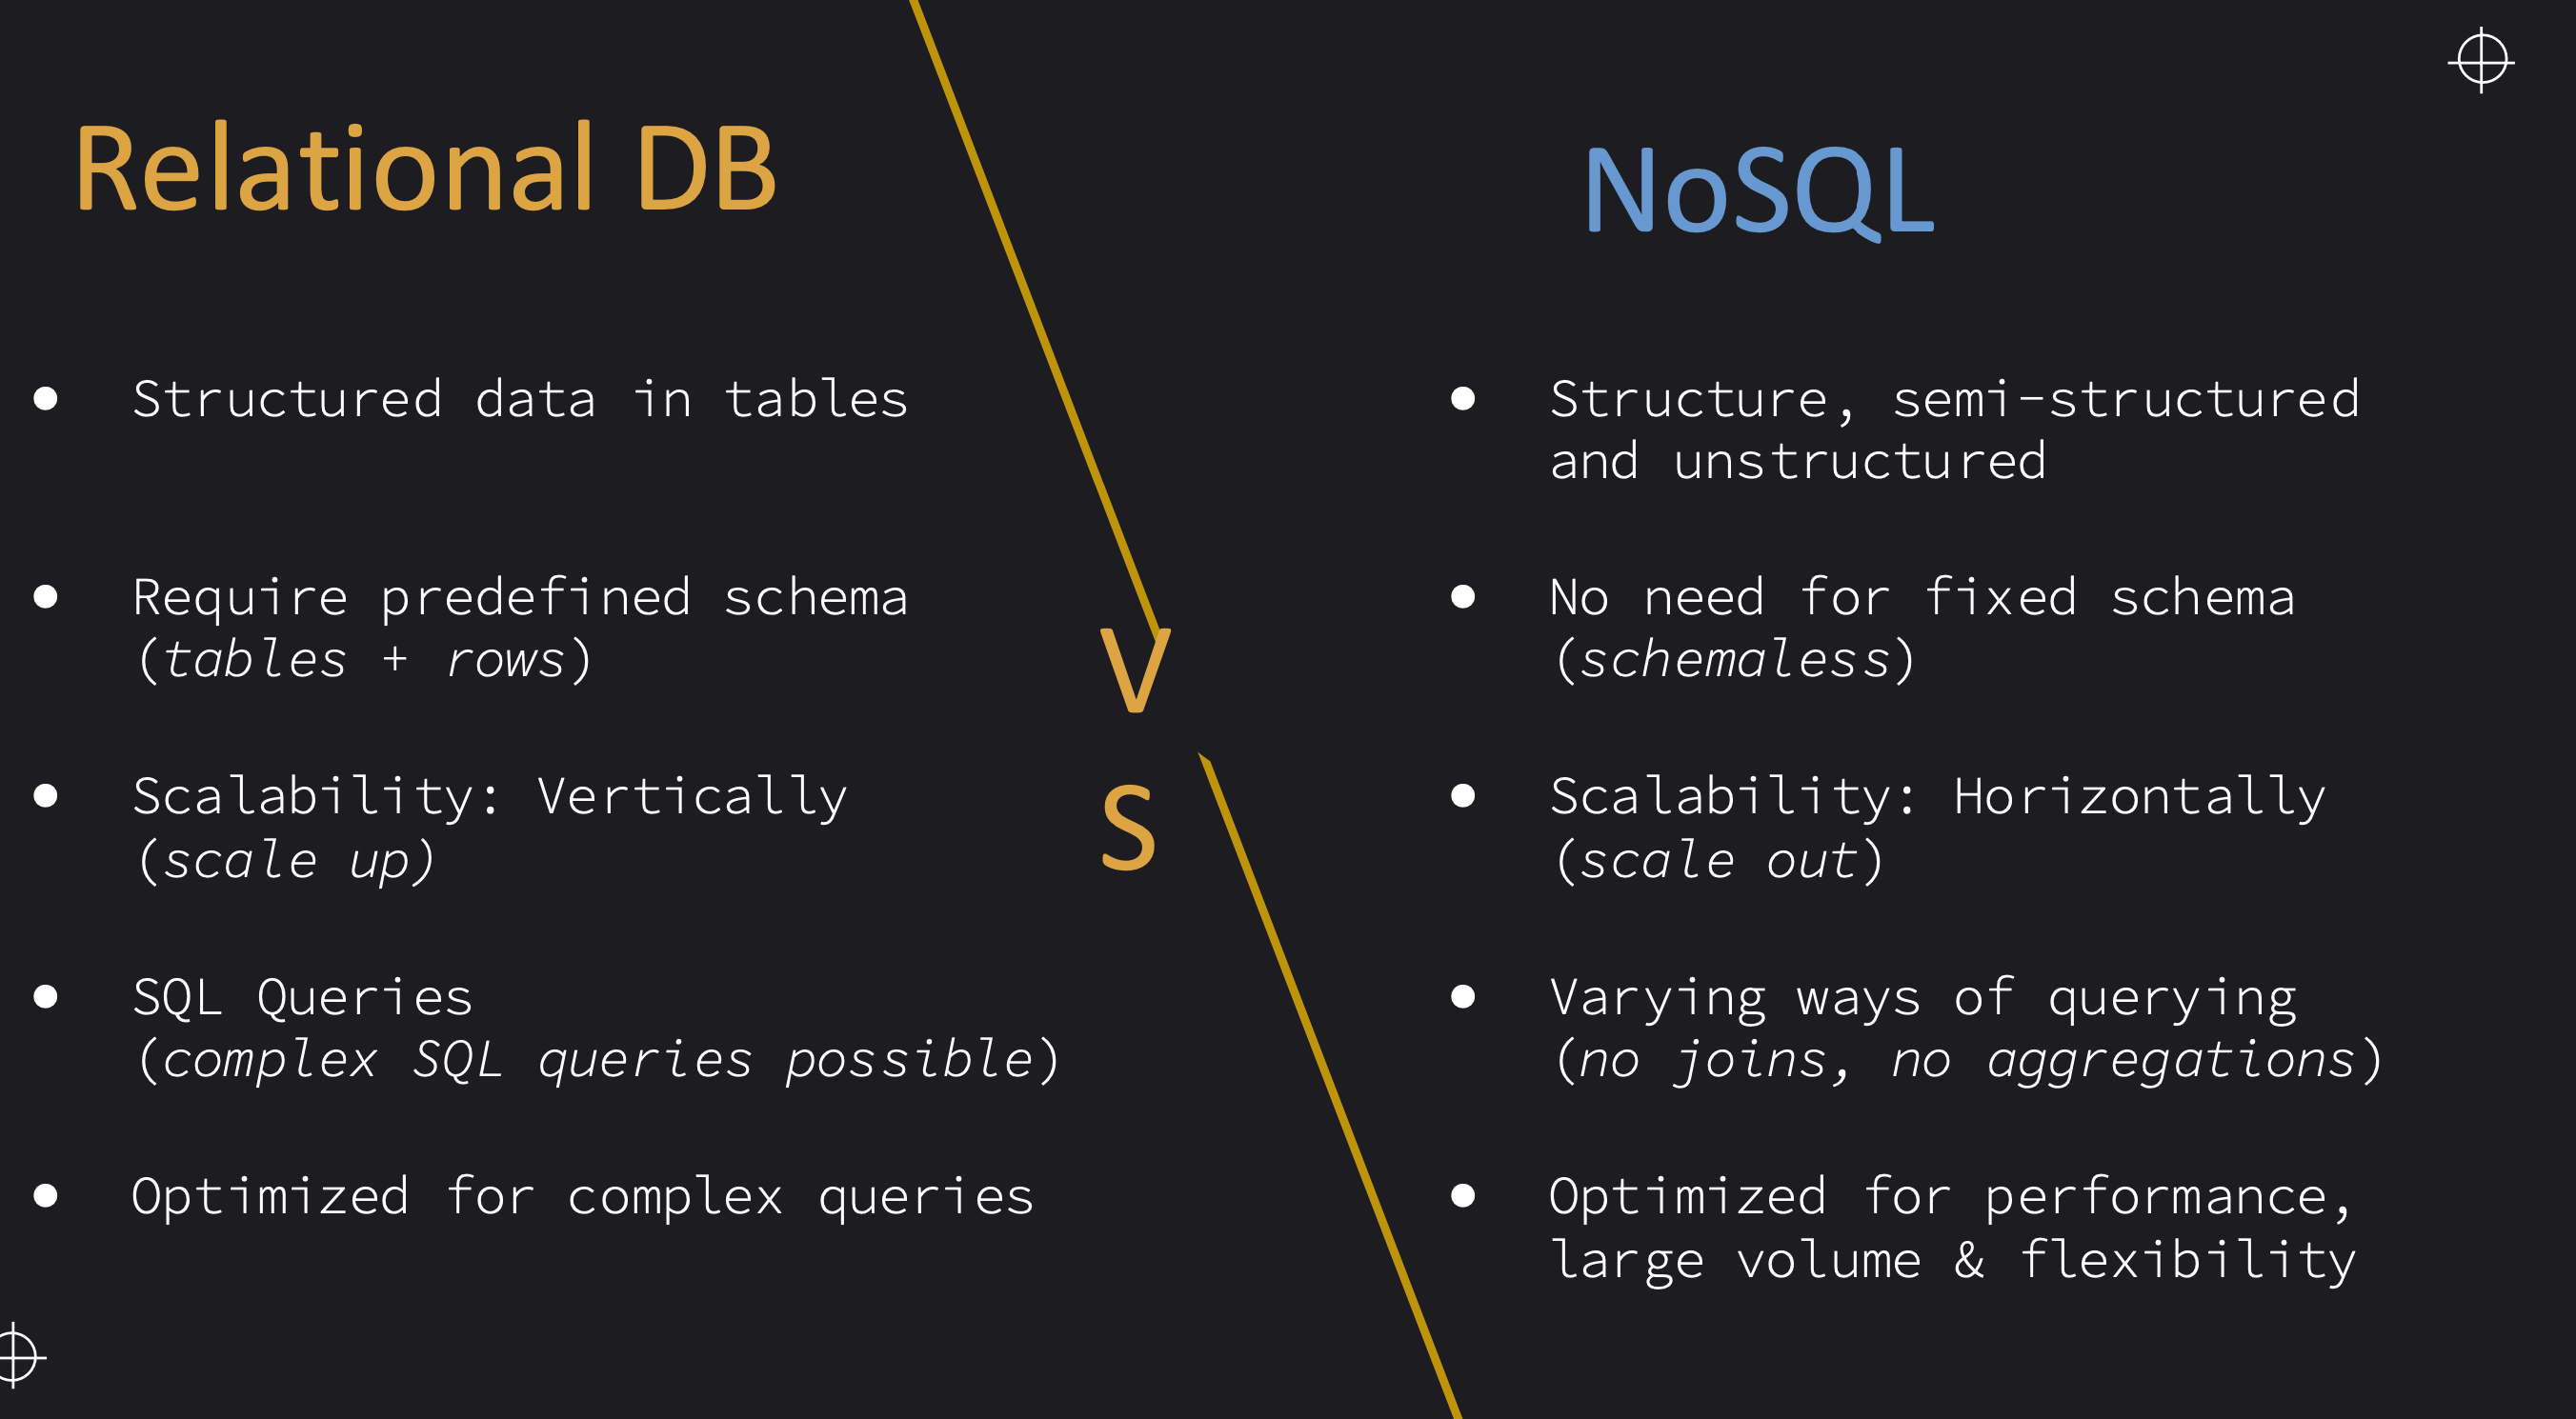 Relational DB
● Structured data in tables
● Require predefined schema
(tables + rows)
● Scalability: Vertically
(scale up)
● SQL Queries
(complex SQL queries possible)
● Optimized for complex queries
V
S
NoSQL
● Structure, semi-structured
and unstructured
● No need for fixed schema
(schemaless)
● Scalability: Horizontally
(scale out)
● Varying ways of querying
(no joins, no aggregations)
● Optimized for performance,
large volume & flexibility